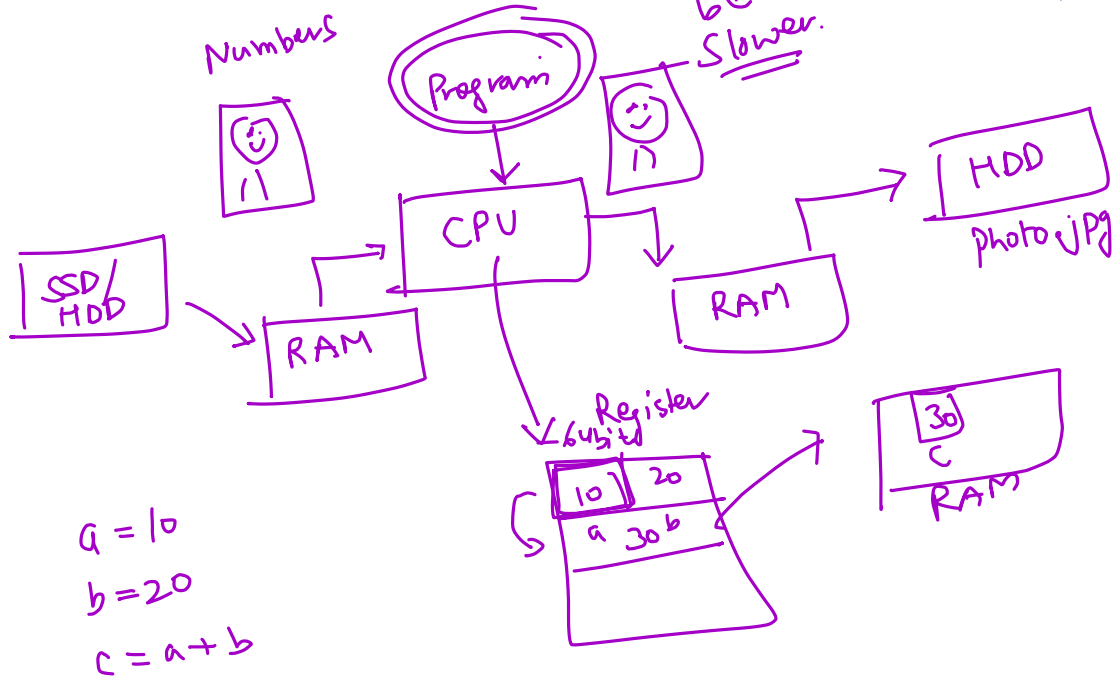 Numbers
Program
Slower.
HDD
photo.jpg
CPU
SSD/
HDD
RAM
RAM
Register
64bits
10 20
a 30 b
30
C
RAM
a = 10
b = 20
c = a + b